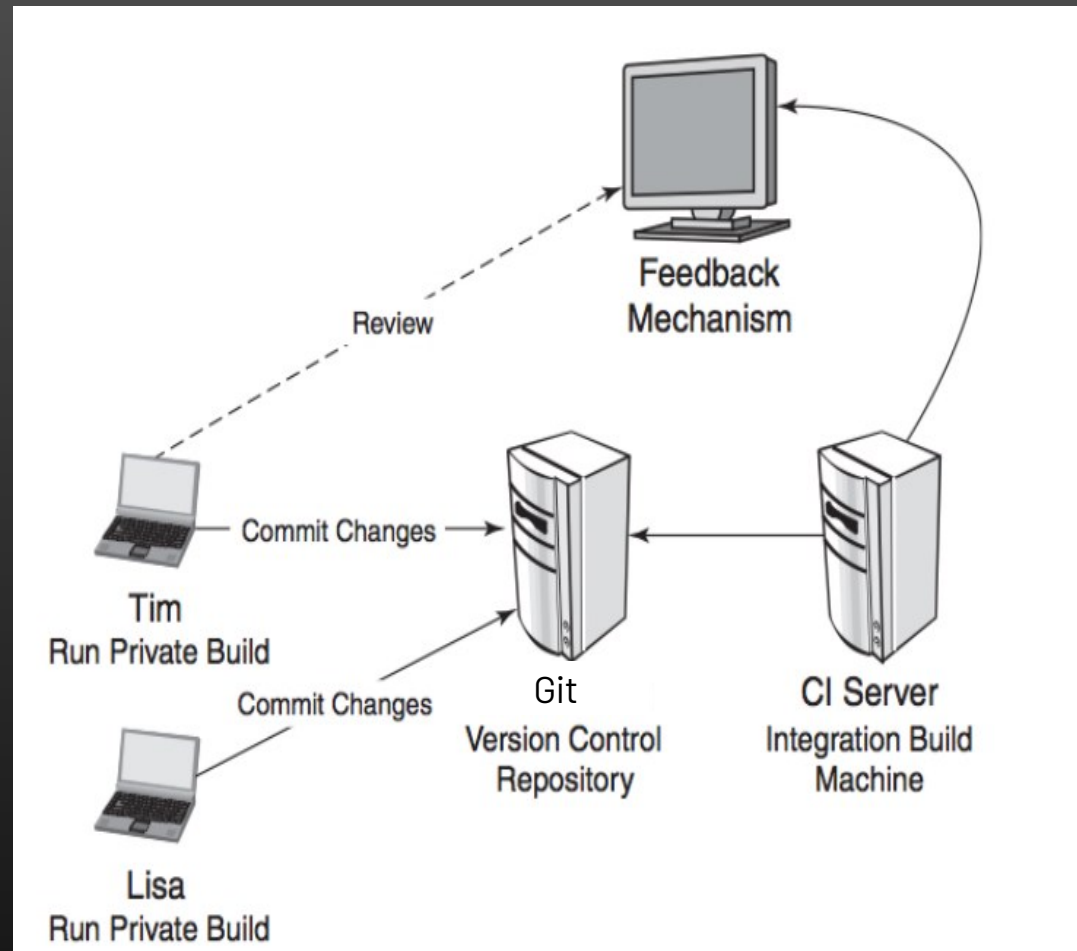 Feedback
Mechanism
Review
Commit Changes
Tim
Run Private Build
Commit Changes
Git
Version Control
Repository
CI Server
Integration Build
Machine
Lisa
Run Private Build